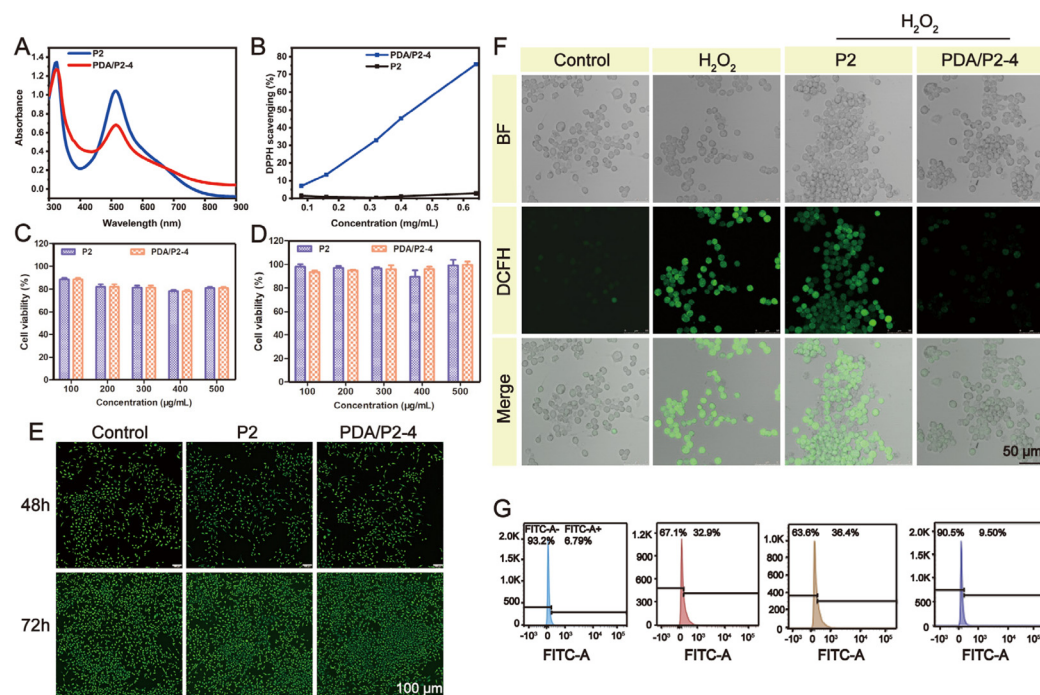 A
P2
PDA/P2-4
1.4
1.2
1.0
0.8
0.6
0.4
0.2
0.0
Absorbance
300 400 500 600 700 800 900
Wavelength (nm)
B
PDA/P2-4
P2
80
70
60
50
40
30
20
10
0
DPPH scavenging (%)
0.1 0.2 0.3 0.4 0.5 0.6
Concentration (mg/mL)
C
P2 PDA/P2-4
120
100
80
60
40
20
0
Cell viability (%)
100 200 300 400 500
Concentration (μg/mL)
D
P2
PDA/P2-4
120
100
80
60
40
20
0
Cell viability (%)
100 200 300 400 500
Concentration (μg/mL)
E
Control P2 PDA/P2-4
48h
72h
100 μm
F
H₂O₂
Control H₂O₂ P2 PDA/P2-4
BF
DCFH
Merge
50 μm
G
FITC-A- FITC-A+
93.2% 6.79%
2.0K
1.5K
1.0K
500
0 10³ 10⁵
FITC-A
67.1% 32.9%
1.2K
900
600
300
0 10³ 10⁴ 10⁵
FITC-A
63.6% 36.4%
1.0K
800
600
400
200
0
0 10³ 10⁴ 10⁵
FITC-A
90.5% 9.50%
2.0K
1.5K
1.0K
500
0
0 10³ 10⁴ 10⁵
FITC-A